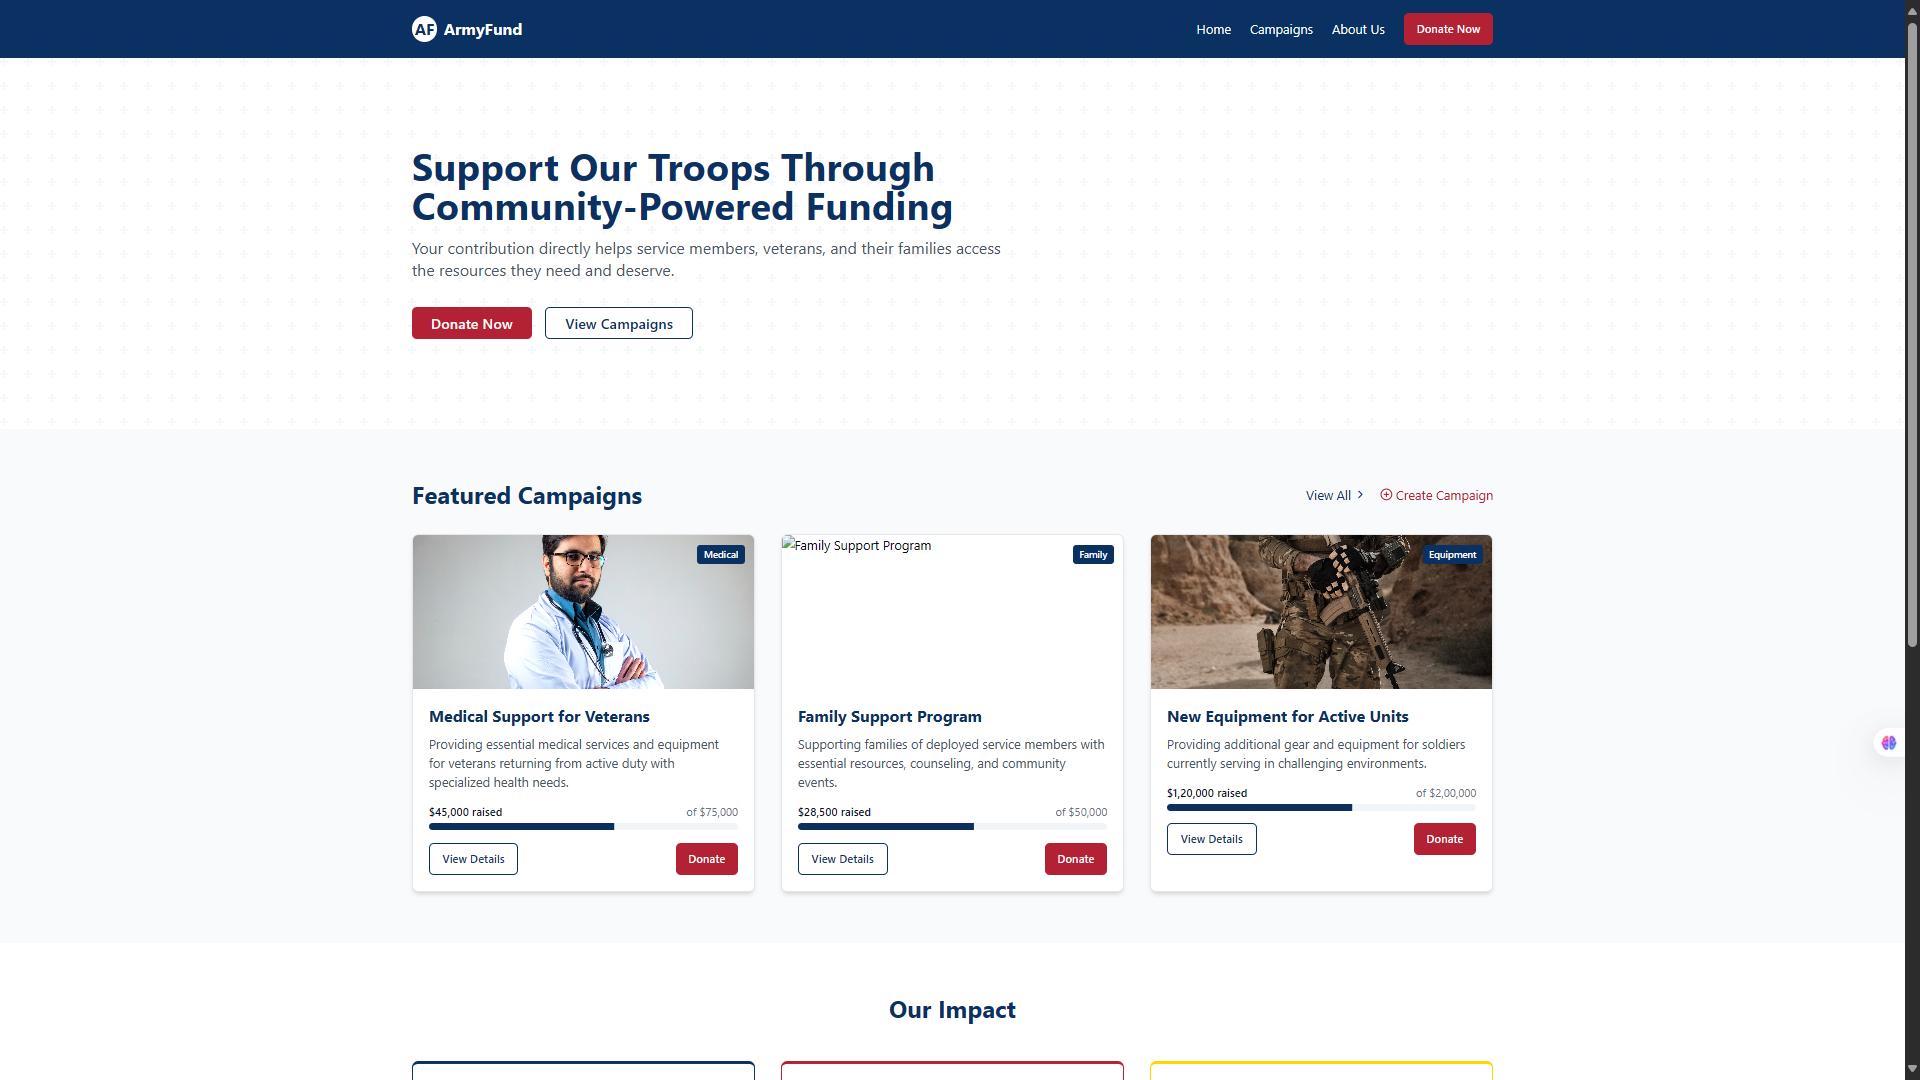 AF ArmyFund
Home
Campaigns
About Us
Donate Now
Support Our Troops Through
Community-Powered Funding
Your contribution directly helps service members, veterans, and their families access
the resources they need and deserve.
Donate Now
View Campaigns
Featured Campaigns
View All
Create Campaign
Medical
Medical Support for Veterans
Providing essential medical services and equipment
for veterans returning from active duty with
specialized health needs.
$45,000 raised
of $75,000
View Details
Donate
Family Support Program
Family
Family Support Program
Supporting families of deployed service members with
essential resources, counseling, and community
events.
$28,500 raised
of $50,000
View Details
Donate
Equipment
New Equipment for Active Units
Providing additional gear and equipment for soldiers
currently serving in challenging environments.
$1,20,000 raised
of $2,00,000
View Details
Donate
Our Impact